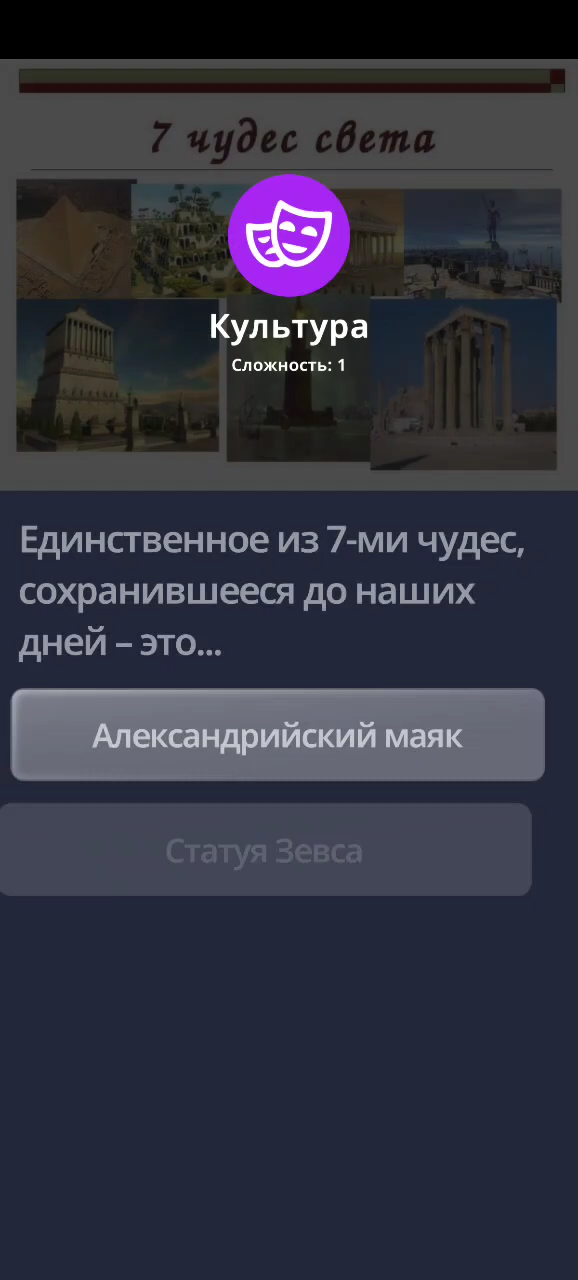 7 чудес света
Культура
Сложность: 1
Единственное из 7-ми чудес,
сохранившееся до наших
дней – это...
Александрийский маяк
Статуя Зевса